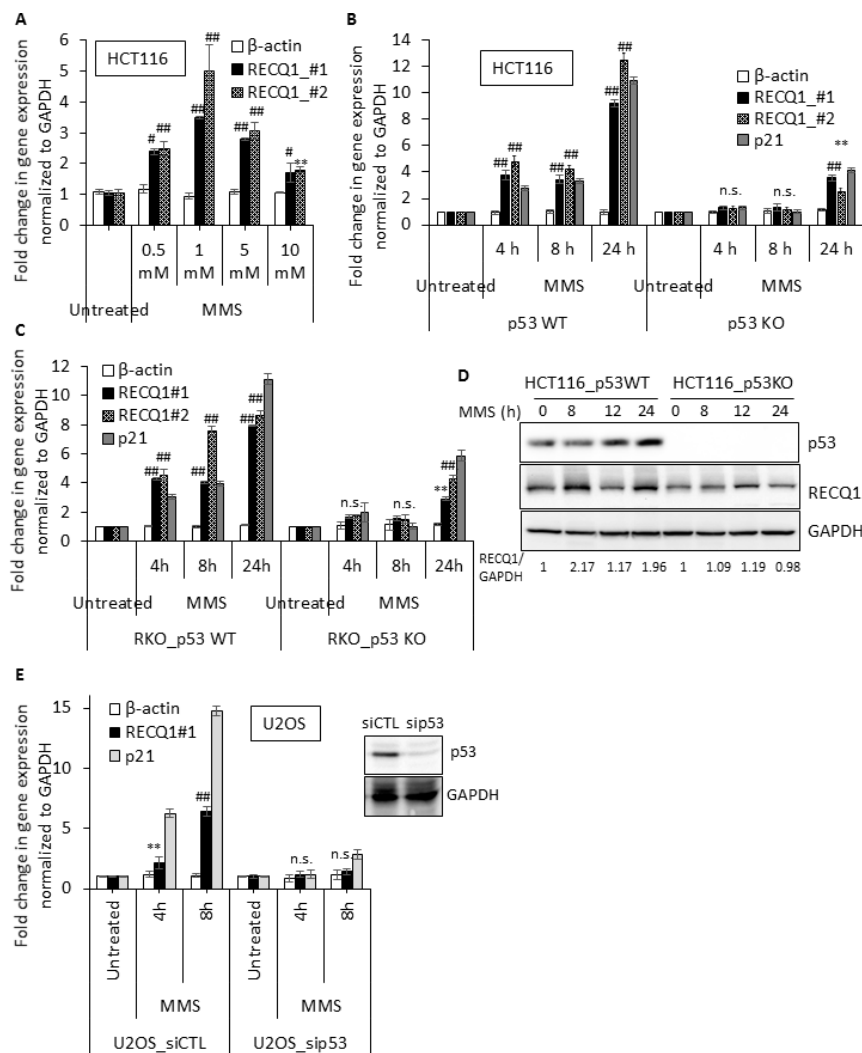 A
Fold change in gene expression
normalized to GAPDH
6
5
4
3
2
1
0
HCT116
β-actin
RECQ1_#1
RECQ1_#2
# ## ## ## ## ## # **
0.5 mM
1 mM
5 mM
10 mM
Untreated
MMS
B
Fold change in gene expression
normalized to GAPDH
14
12
10
8
6
4
2
0
HCT116
β-actin
RECQ1_#1
RECQ1_#2
p21
## ## ## ## ## ## n.s. n.s. ## **
4 h 8 h 24 h 4 h 8 h 24 h
Untreated MMS Untreated MMS
p53 WT p53 KO
C
Fold change in gene expression
normalized to GAPDH
12
10
8
6
4
2
0
β-actin
RECQ1#1
RECQ1#2
p21
## ## ## ## ## ## n.s. n.s. ** ##
4h 8h 24h 4h 8h 24h
Untreated MMS Untreated MMS
RKO_p53 WT RKO_p53 KO
D
HCT116_p53WT HCT116_p53KO
MMS (h) 0 8 12 24 0 8 12 24
p53
RECQ1
GAPDH
RECQ1/
GAPDH 1 2.17 1.17 1.96 1 1.09 1.19 0.98
E
Fold change in gene expression
normalized to GAPDH
15
10
5
0
β-actin
RECQ1#1
p21
U2OS
** ## n.s. n.s.
Untreated 4h 8h Untreated 4h 8h
MMS MMS
U2OS_siCTL U2OS_sip53
siCTL sip53
p53
GAPDH